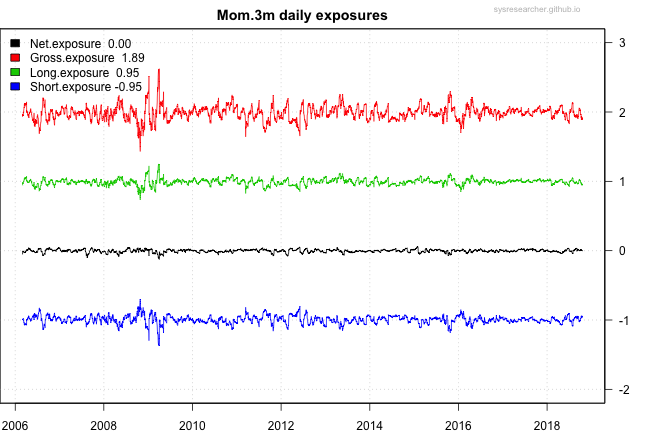 Mom.3m daily exposures
sysresearcher.github.io
Net.exposure 0.00
Gross.exposure 1.89
Long.exposure 0.95
Short.exposure -0.95
3
2
1
0
-1
-2
2006 2008 2010 2012 2014 2016 2018